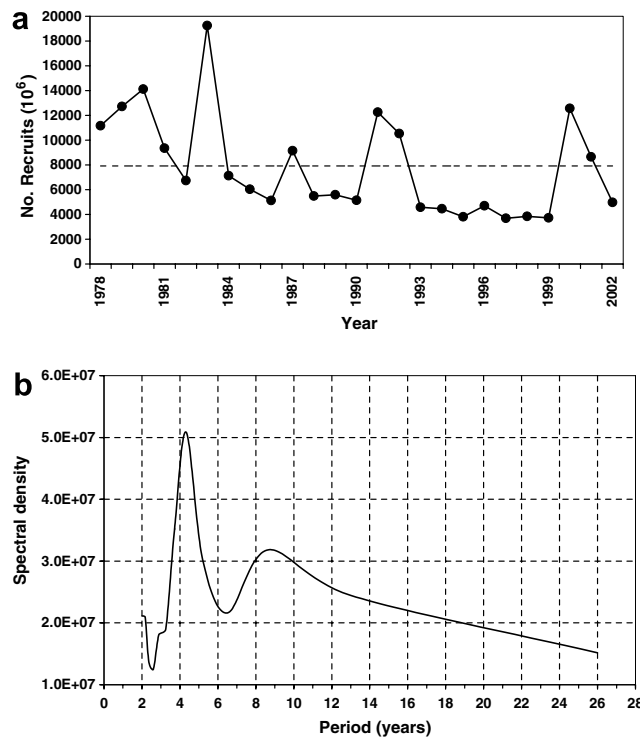 a
20000
18000
16000
14000
12000
10000
8000
6000
4000
2000
0
No. Recruits (10⁶)
1978 1981 1984 1987 1990 1993 1996 1999 2002
Year
b
6.0E+07
5.0E+07
4.0E+07
3.0E+07
2.0E+07
1.0E+07
Spectral density
0 2 4 6 8 10 12 14 16 18 20 22 24 26 28
Period (years)